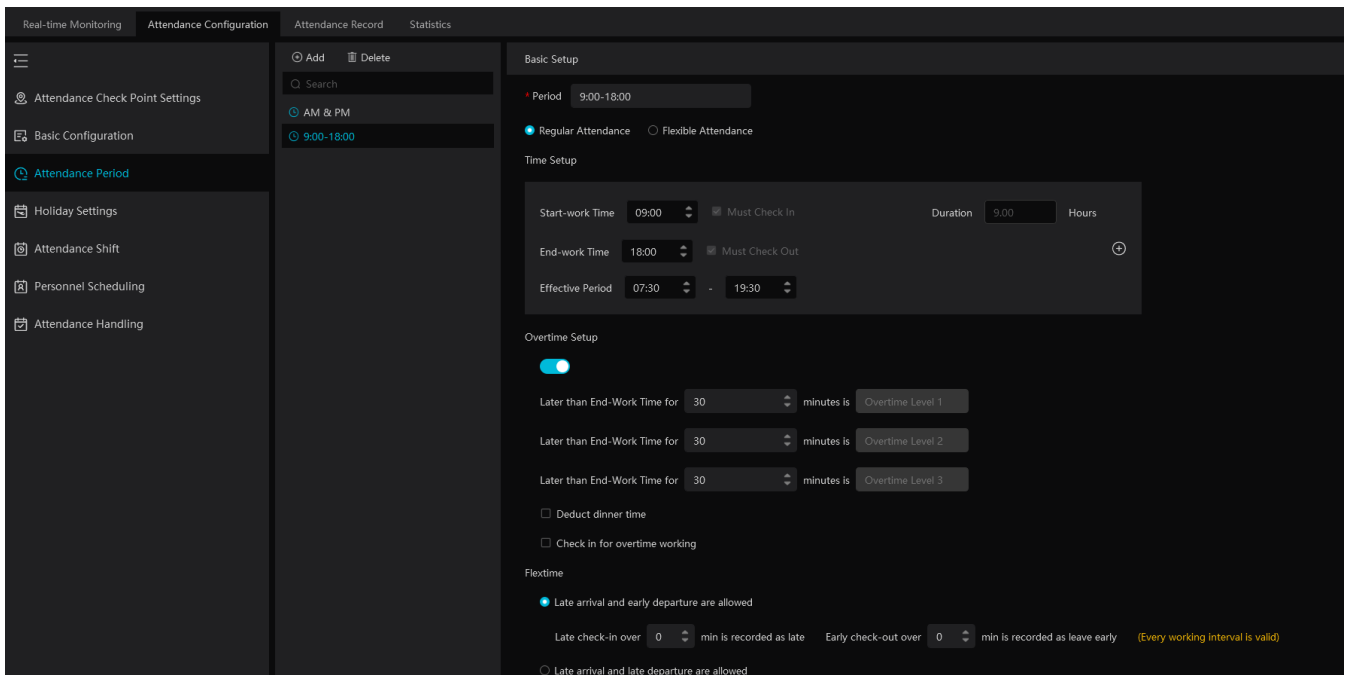 Real-time Monitoring Attendance Configuration Attendance Record Statistics
Attendance Check Point Settings
Basic Configuration
Attendance Period
Holiday Settings
Attendance Shift
Personnel Scheduling
Attendance Handling
Add Delete
Search
AM & PM
9:00-18:00
Basic Setup
* Period 9:00-18:00
Regular Attendance Flexible Attendance
Time Setup
Start-work Time 09:00 Must Check In Duration 9.00 Hours
End-work Time 18:00 Must Check Out
Effective Period 07:30 - 19:30
Overtime Setup
Later than End-Work Time for 30 minutes is Overtime Level 1
Later than End-Work Time for 30 minutes is Overtime Level 2
Later than End-Work Time for 30 minutes is Overtime Level 3
Deduct dinner time
Check in for overtime working
Flextime
Late arrival and early departure are allowed
Late check-in over 0 min is recorded as late Early check-out over 0 min is recorded as leave early (Every working interval is valid)
Late arrival and late departure are allowed